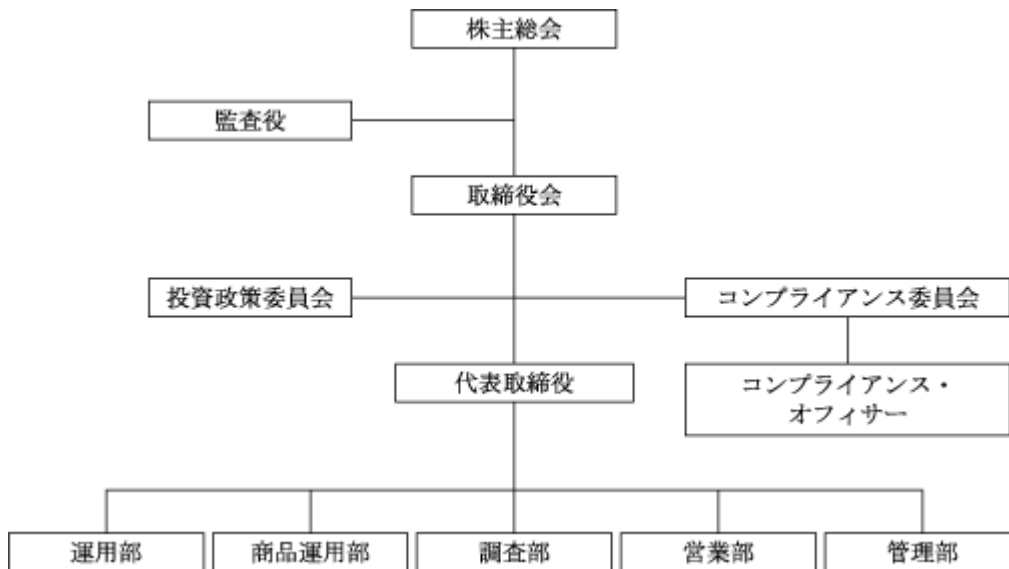 株主総会
監査役
取締役会
投資政策委員会
コンプライアンス委員会
代表取締役
コンプライアンス・
オフィサー
運用部
商品運用部
調査部
営業部
管理部